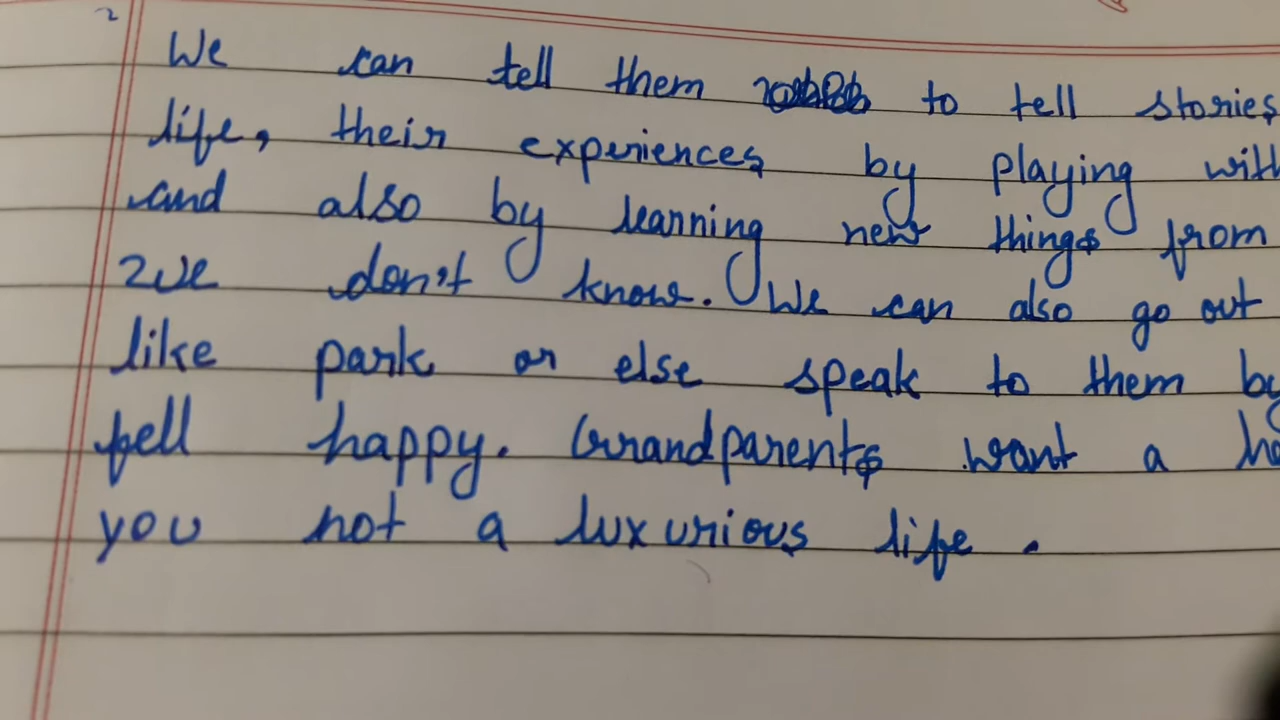 2
We can tell them to tell stories
life, their experiences by playing with
and also by learning new things from
we don't know. We can also go out
like park or else speak to them by
fell happy. Grandparents want a
you not a luxurious life.